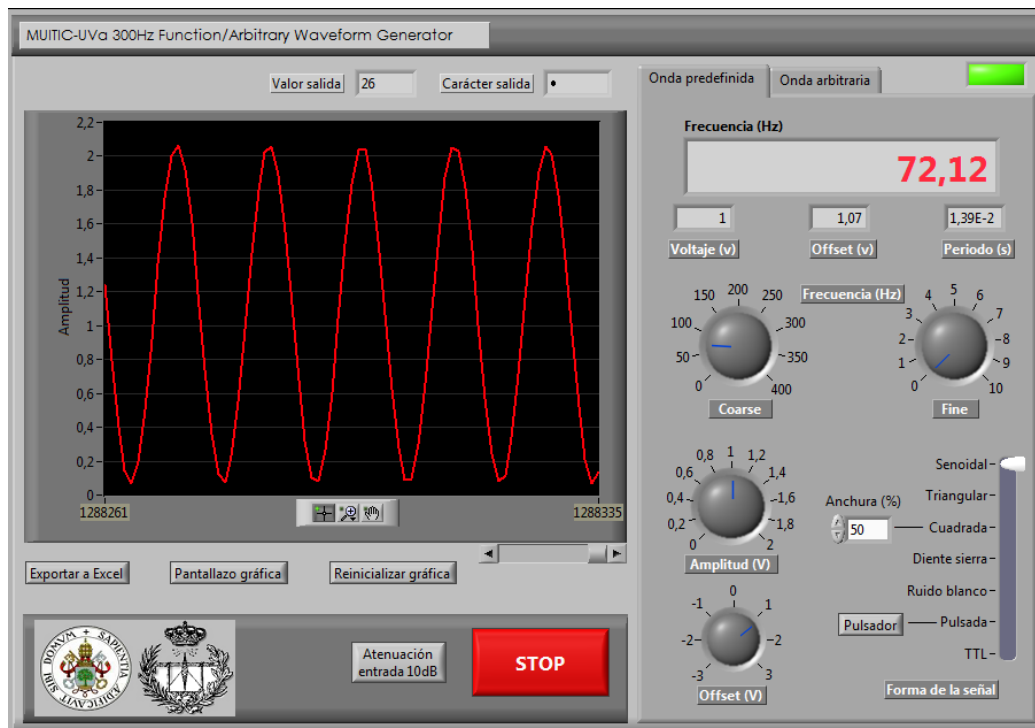 MUITIC-UVa 300Hz Function/Arbitrary Waveform Generator
Valor salida 26 Carácter salida •
2,2
2
1,8
1,6
1,4
1,2
1
0,8
0,6
0,4
0,2
0
Amplitud
1288261 1288335
Exportar a Excel Pantallazo gráfica Reinicializar gráfica
SIBI DOMVM SAPIENTIA ÆDIFICAVIT
Atenuación
entrada 10dB
STOP
Onda predefinida Onda arbitraria
Frecuencia (Hz)
72,12
1 1,07 1,39E-2
Voltaje (v) Offset (v) Periodo (s)
Frecuencia (Hz)
0 50 100 150 200 250 300 350 400
Coarse
0 1 2 3 4 5 6 7 8 9 10
Fine
0 0,2 0,4 0,6 0,8 1 1,2 1,4 1,6 1,8 2
Amplitud (V)
Anchura (%)
50
Senoidal
Triangular
Cuadrada
Diente sierra
Ruido blanco
Pulsador Pulsada
TTL
Forma de la señal
-3 -2 -1 0 1 2 3
Offset (V)